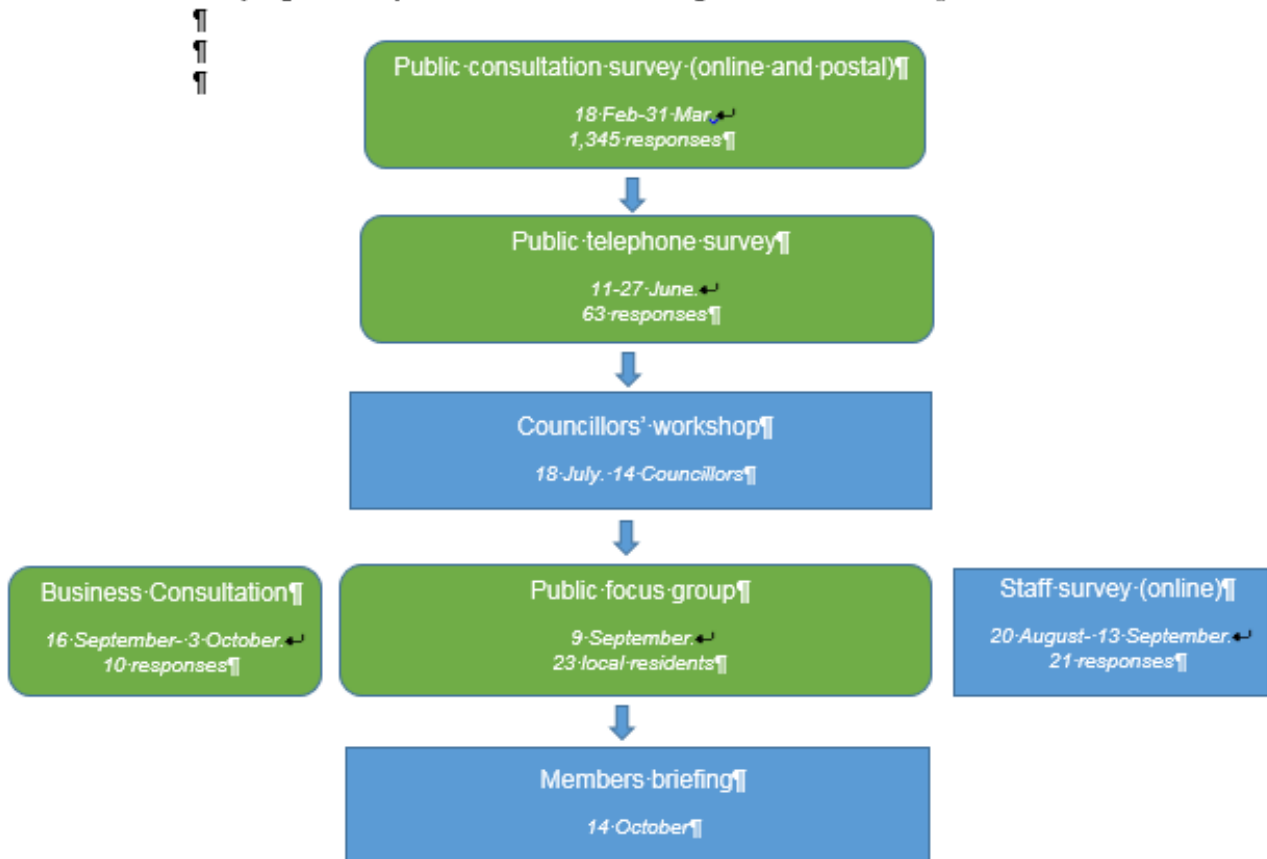 Public consultation survey (online and postal)¶
18 Feb-31 Mar.
1,345 responses¶
Public telephone survey¶
11-27 June.
63 responses¶
Councillors' workshop¶
18 July. 14 Councillors¶
Business Consultation¶
16 September- 3 October.
10 responses¶
Public focus group¶
9 September.
23 local residents¶
Staff survey (online)¶
20 August- 13 September.
21 responses¶
Members briefing¶
14 October¶